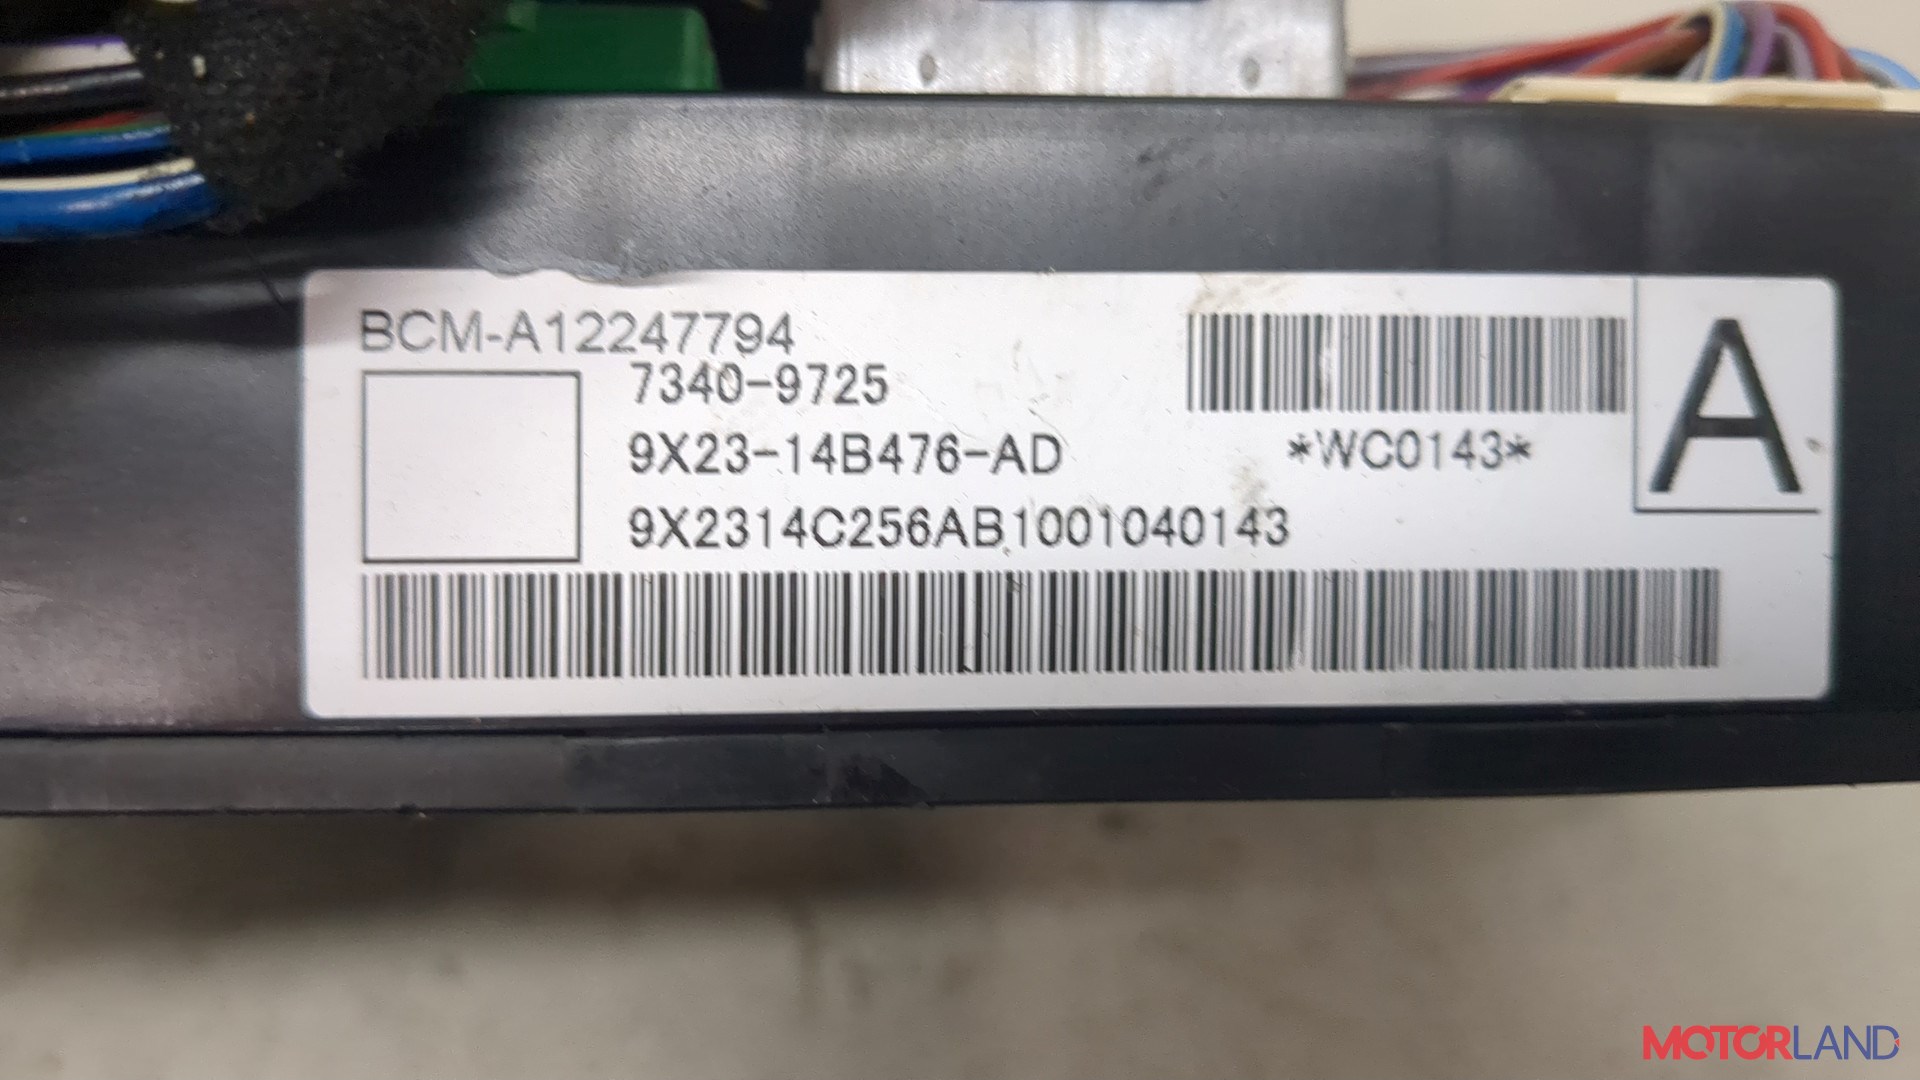 BCM-A12247794
7340-9725
9X23-14B476-AD
*WC0143*
A
9X2314C256AB1001040143
MOTORLAND